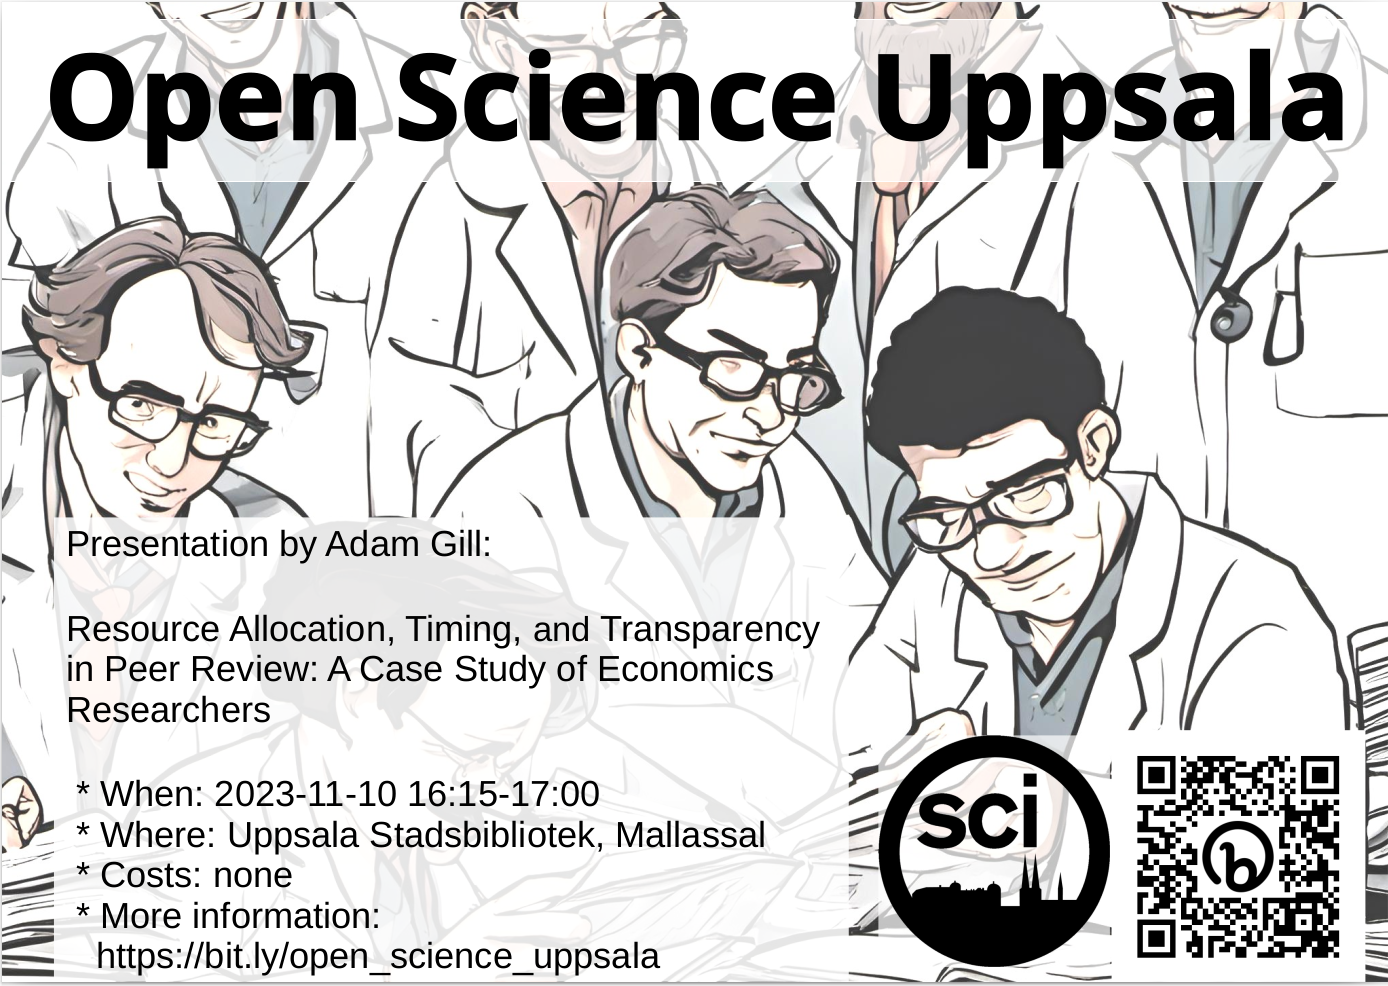 Open Science Uppsala
Presentation by Adam Gill:
Resource Allocation, Timing, and Transparency
in Peer Review: A Case Study of Economics
Researchers
* When: 2023-11-10 16:15-17:00
* Where: Uppsala Stadsbibliotek, Mallassal
* Costs: none
* More information:
https://bit.ly/open_science_uppsala
sci
b